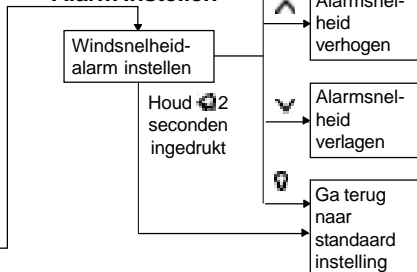 Alarm instellen
Windsnelheid-
alarm instellen
Houd 2
seconden
ingedrukt
Alarmsnel-
heid
verhogen
Alarmsnel-
heid
verlagen
Ga terug
naar
standaard
instelling